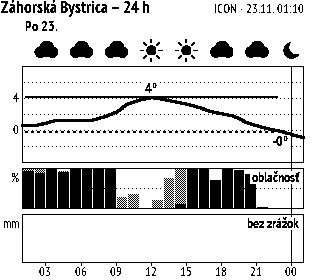 Záhorská Bystrica – 24 h
ICON · 23.11. 01:10
Po 23.
4°
4
0
-0°
%
oblačnosť
mm
bez zrážok
03 06 09 12 15 18 21 00